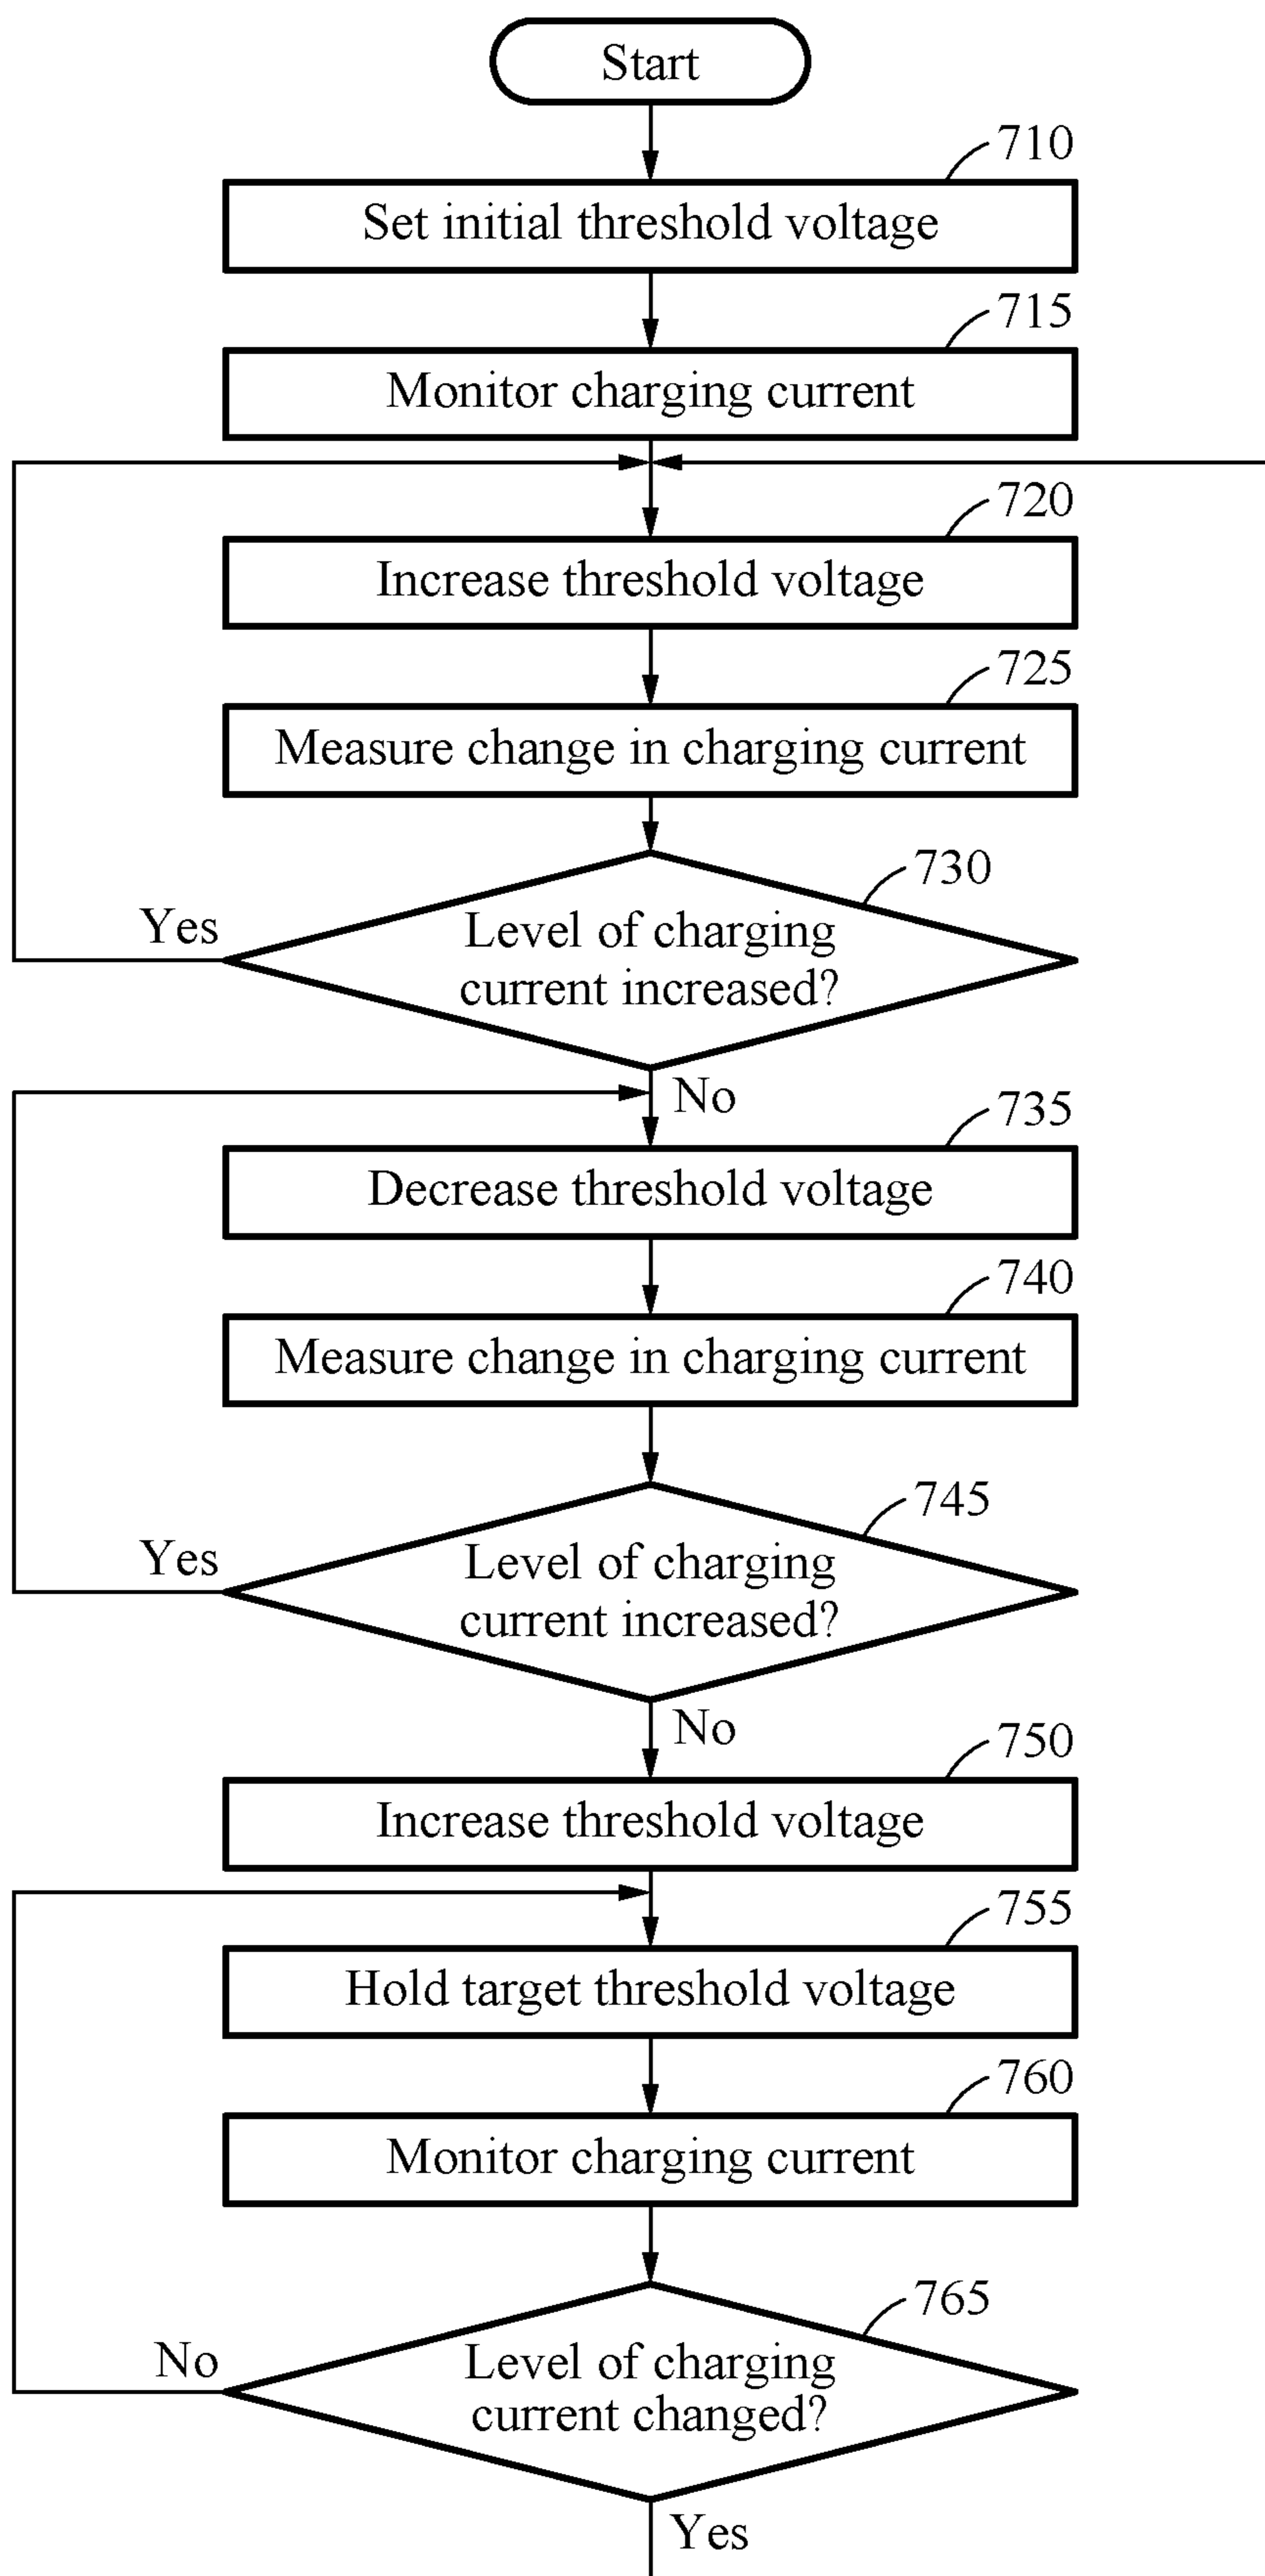 Start
710
Set initial threshold voltage
715
Monitor charging current
720
Increase threshold voltage
725
Measure change in charging current
730
Level of charging
current increased?
Yes
No
735
Decrease threshold voltage
740
Measure change in charging current
745
Level of charging
current increased?
Yes
No
750
Increase threshold voltage
755
Hold target threshold voltage
760
Monitor charging current
765
Level of charging
current changed?
No
Yes